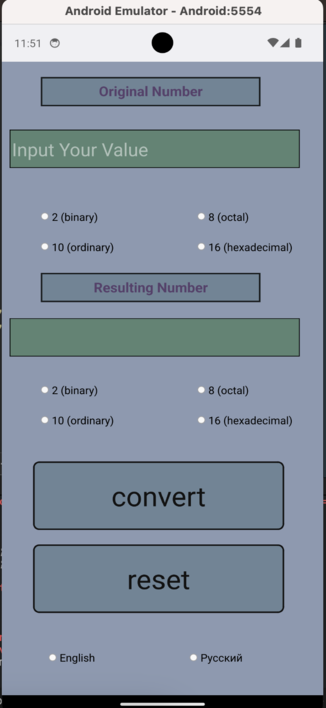 Android Emulator - Android:5554
11:51
Original Number
Input Your Value
2 (binary) 8 (octal)
10 (ordinary) 16 (hexadecimal)
Resulting Number
2 (binary) 8 (octal)
10 (ordinary) 16 (hexadecimal)
convert
reset
English Русский